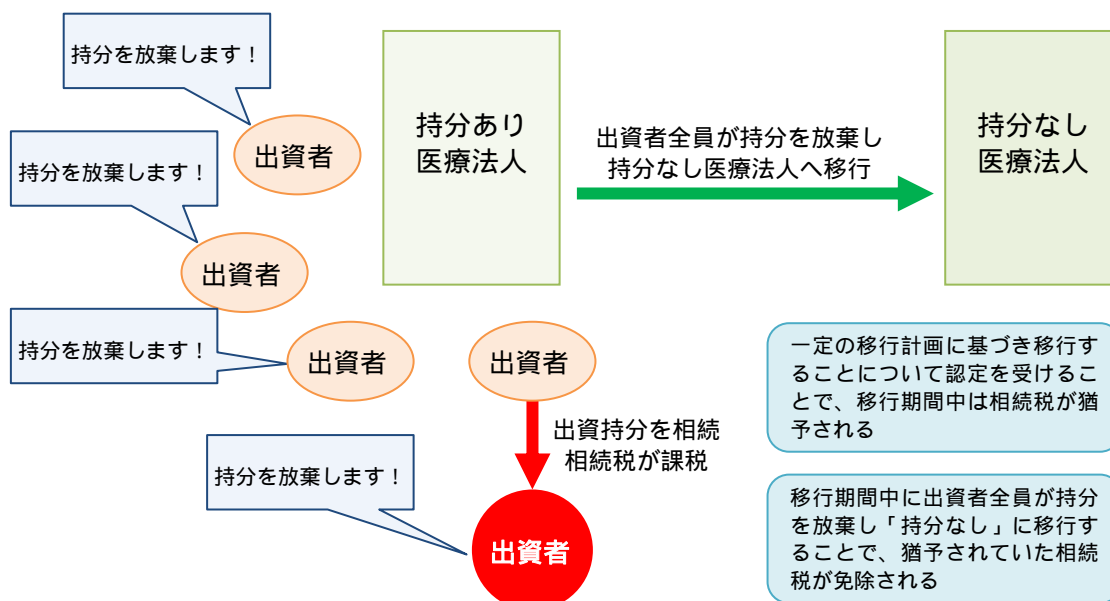 持分を放棄します！
出資者
持分を放棄します！
出資者
持分を放棄します！
出資者
持分あり
医療法人
出資者全員が持分を放棄し
持分なし医療法人へ移行
持分なし
医療法人
出資者
出資持分を相続
相続税が課税
持分を放棄します！
出資者
一定の移行計画に基づき移行す
ることについて認定を受けるこ
とで、移行期間中は相続税が猶
予される
移行期間中に出資者全員が持分
を放棄し「持分なし」に移行す
ることで、猶予されていた相続
税が免除される